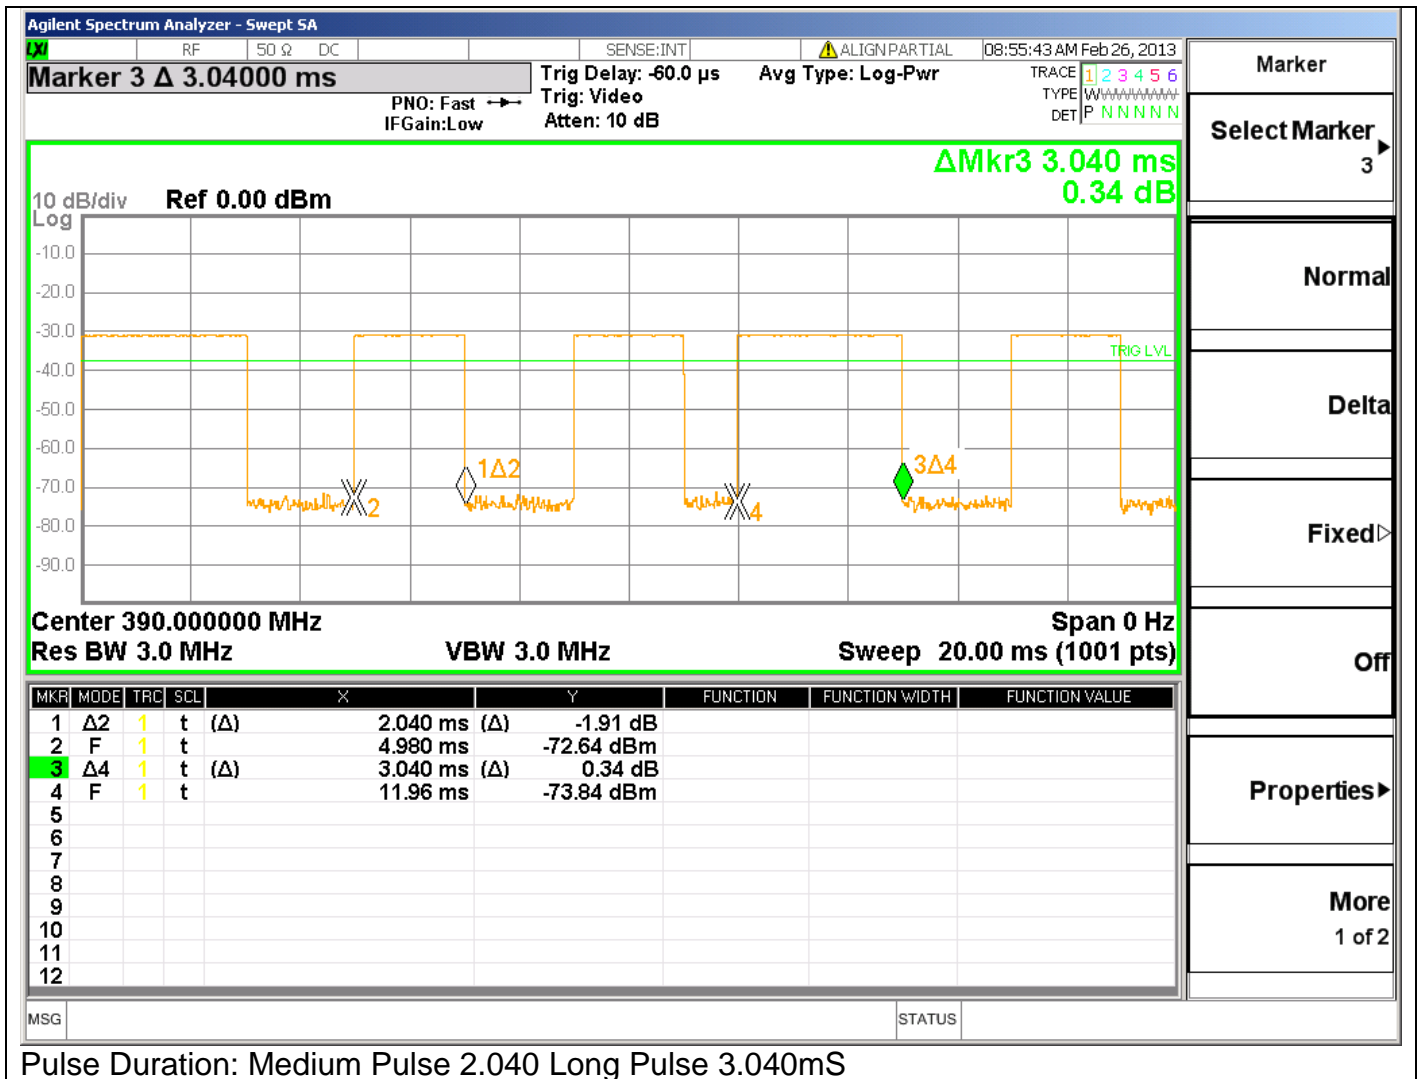 Agilent Spectrum Analyzer - Swept SA
LXI RF 50 Ω DC SENSE:INT ALIGN PARTIAL 08:55:43 AM Feb 26, 2013
Marker 3 Δ 3.04000 ms
PNO: Fast
IFGain:Low
Trig Delay: -60.0 µs
Trig: Video
Atten: 10 dB
Avg Type: Log-Pwr
TRACE 1 2 3 4 5 6
TYPE WWWWWW
DET P N N N N N
ΔMkr3 3.040 ms
0.34 dB
10 dB/div Ref 0.00 dBm
Log
-10.0
-20.0
-30.0
TRIG LVL
-40.0
-50.0
-60.0
1Δ2
3Δ4
-70.0
2
4
-80.0
-90.0
Center 390.000000 MHz Span 0 Hz
Res BW 3.0 MHz VBW 3.0 MHz Sweep 20.00 ms (1001 pts)
MKR MODE TRC SCL X Y FUNCTION FUNCTION WIDTH FUNCTION VALUE
1 Δ2 1 t (Δ) 2.040 ms (Δ) -1.91 dB
2 F 1 t 4.980 ms -72.64 dBm
3 Δ4 1 t (Δ) 3.040 ms (Δ) 0.34 dB
4 F 1 t 11.96 ms -73.84 dBm
5
6
7
8
9
10
11
12
MSG STATUS
Marker
Select Marker
3
Normal
Delta
Fixed
Off
Properties
More
1 of 2
Pulse Duration: Medium Pulse 2.040 Long Pulse 3.040mS